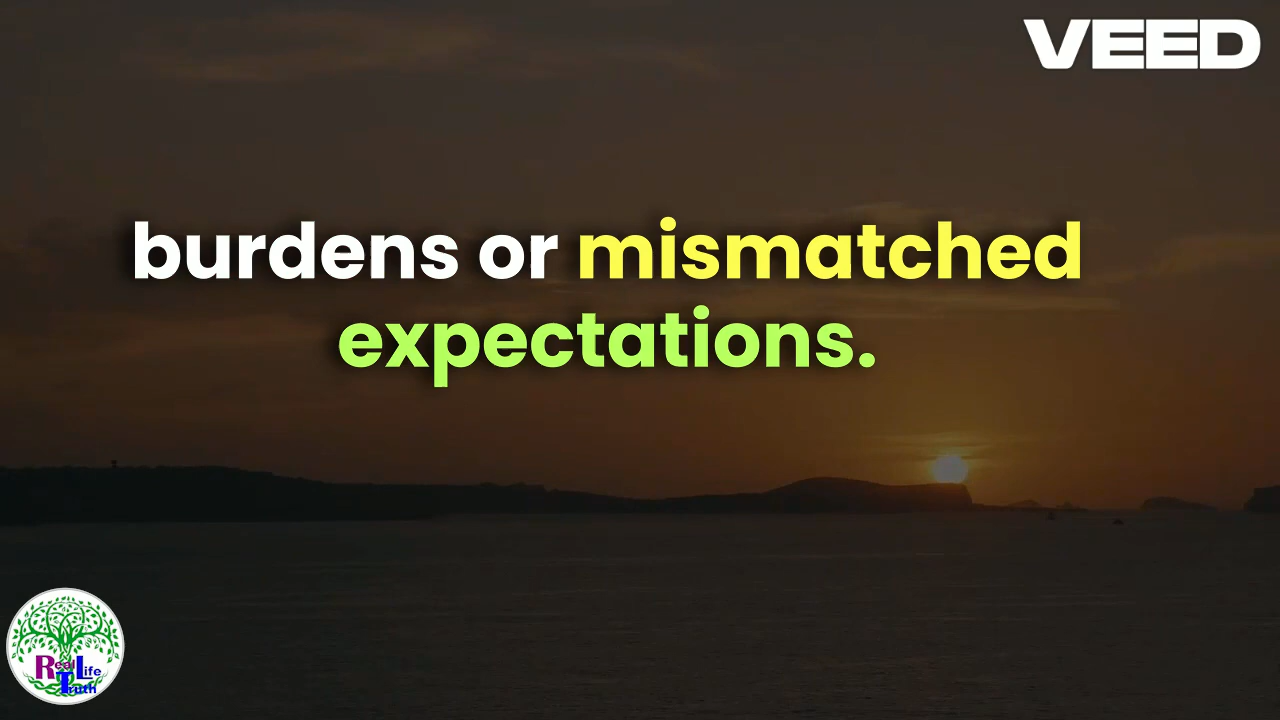 VEED
burdens or mismatched
expectations.
Real Life
Truth